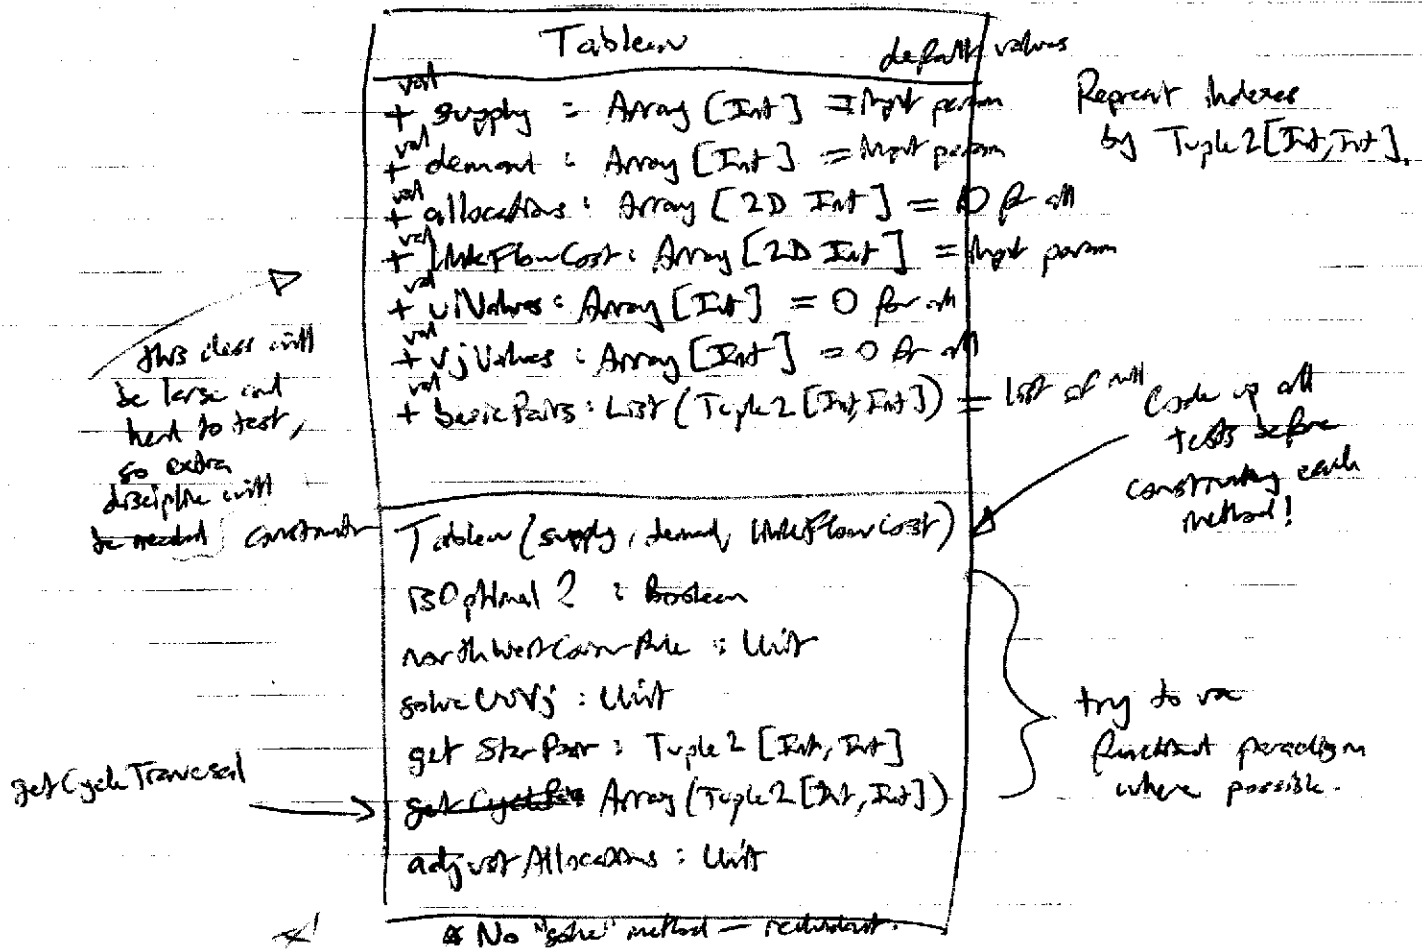 Tableau
default values
val
+ supply : Array [Int] = Input param
val
+ demand : Array [Int] = Input param
val
+ allocations : Array [2D Int] = 0 for all
val
+ linkFlowCost : Array [2D Int] = Input param
val
+ uiValues : Array [Int] = 0 for all
val
+ vjValues : Array [Int] = 0 for all
val
+ basicPairs : List (Tuple2 [Int, Int]) = List of null
Represent indexes
by Tuple2[Int, Int].
this class will
be large and
hard to test,
so extra
discipline will
be needed
Code up all
tests before
constructing each
method!
constructor
Tableau (supply, demand, linkFlowCost)
isOptimal? : Boolean
northWestCornerRule : Unit
solveUiVj : Unit
getStarPair : Tuple2 [Int, Int]
getCycleTraversal
Array (Tuple2 [Int, Int])
adjustAllocations : Unit
try to use
functional paradigm
where possible.
* No "solve" method — redundant.